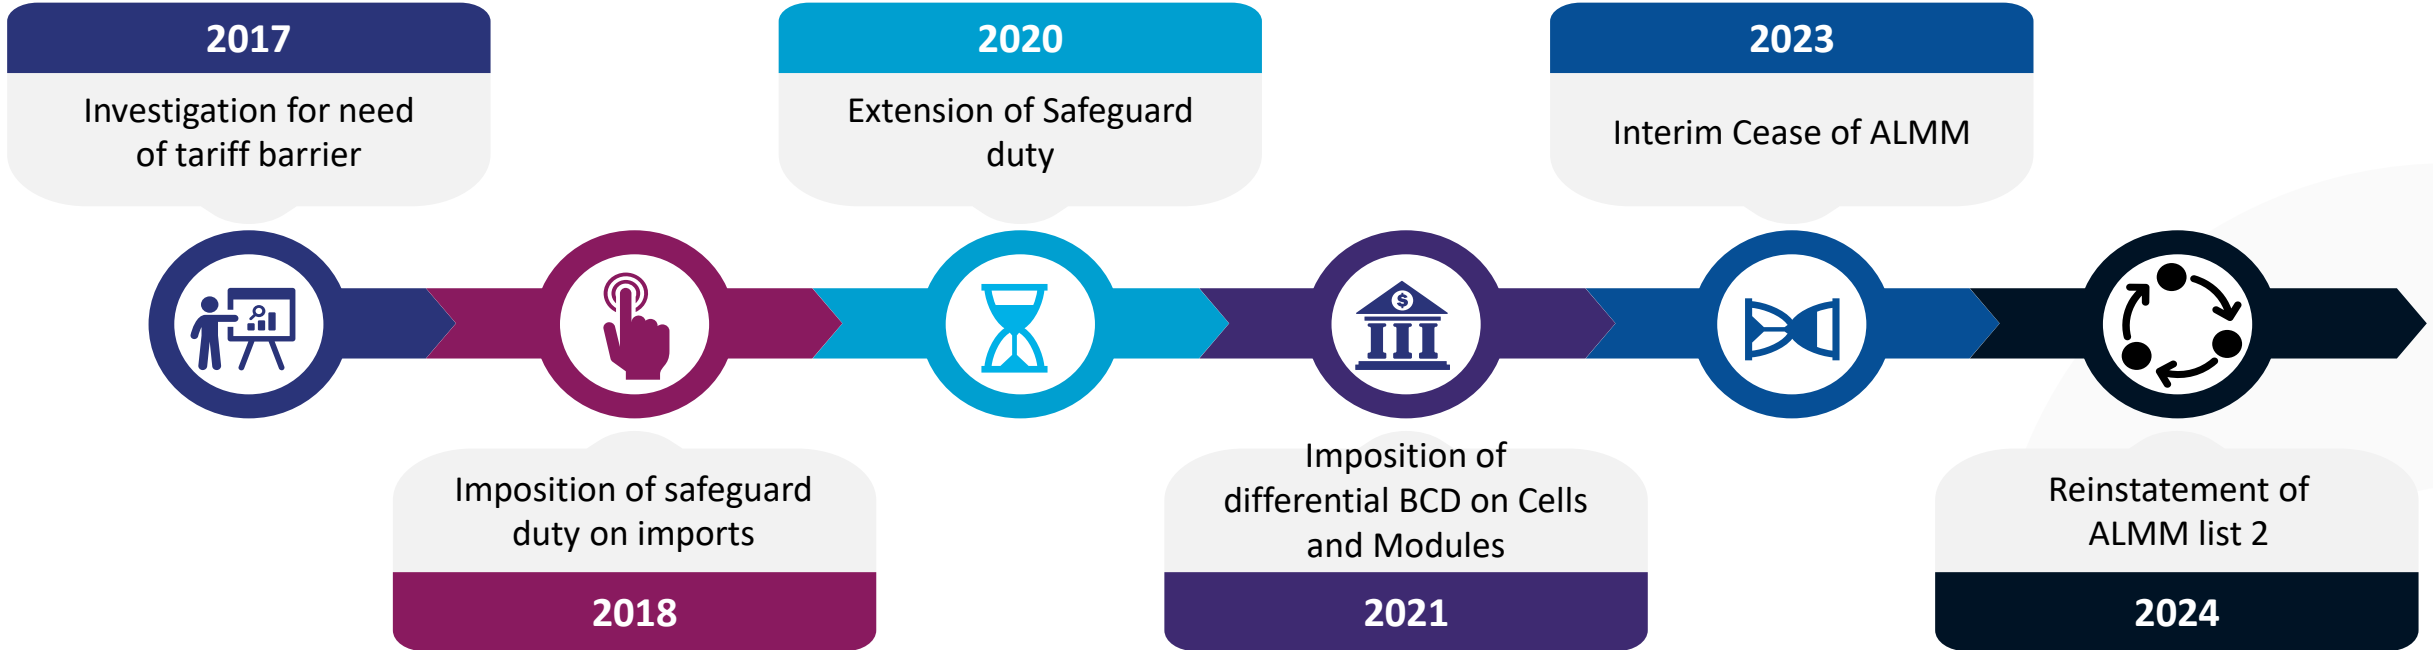 2017
Investigation for need
of tariff barrier
Imposition of safeguard
duty on imports
2018
2020
Extension of Safeguard
duty
Imposition of
differential BCD on Cells
and Modules
2021
2023
Interim Cease of ALMM
Reinstatement of
ALMM list 2
2024
$